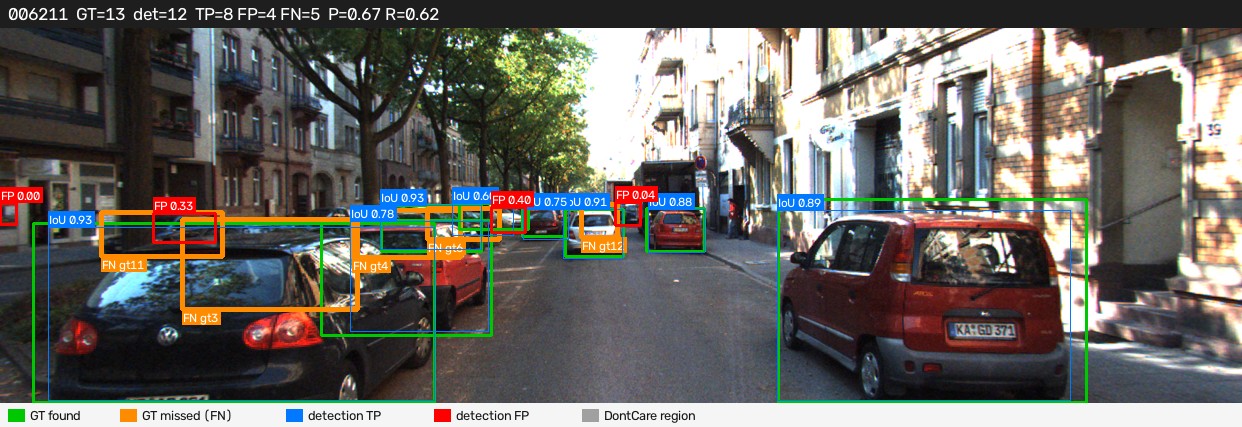 006211 GT=13 det=12 TP=8 FP=4 FN=5 P=0.67 R=0.62
FP 0.00
IoU 0.93
FP 0.33
IoU 0.78
IoU 0.93
FP 0.40
0.75
IoU 0.91
FP 0.04
0.88
IoU 0.89
39
FN gt11
FN gt4
FN gt6
FN gt12
FN gt3
KA GD 371
GT found
GT missed (FN)
detection TP
detection FP
DontCare region